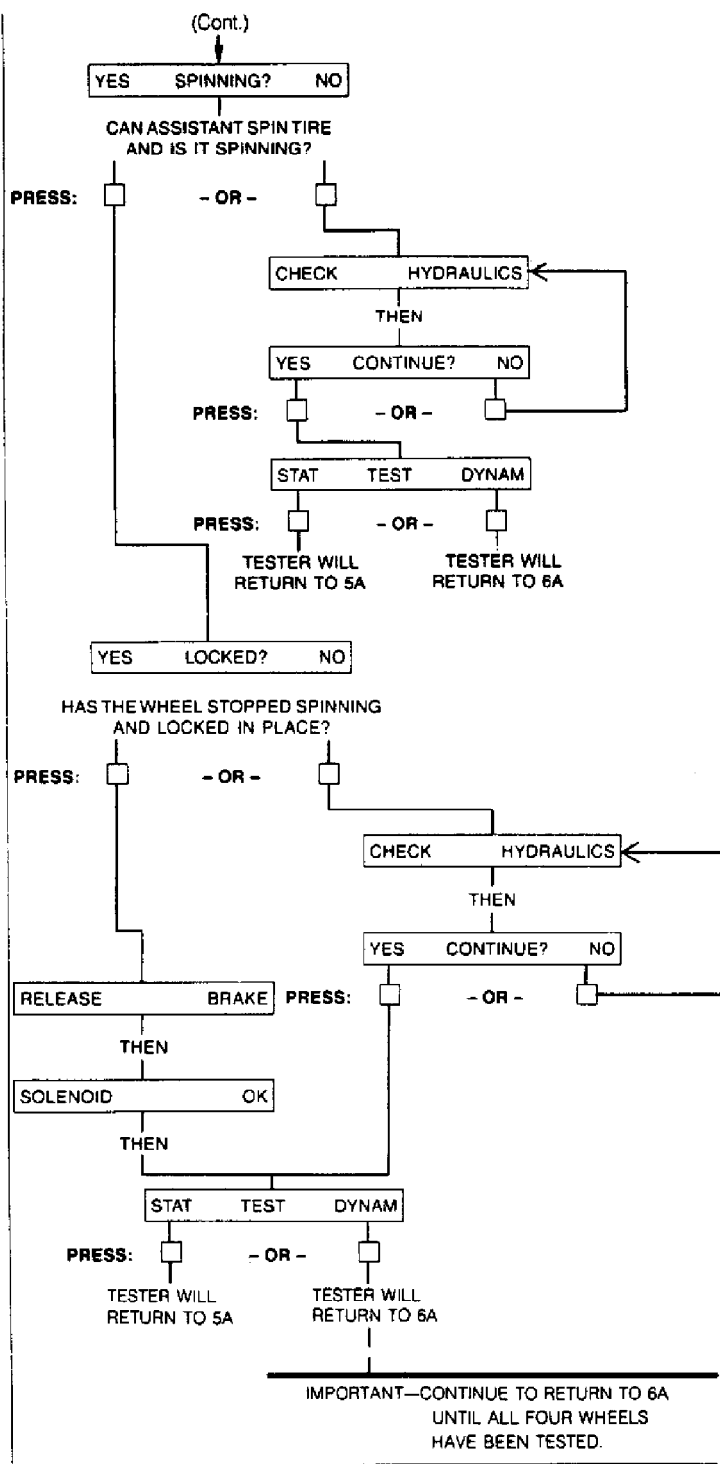 (Cont.)
YES SPINNING? NO
CAN ASSISTANT SPIN TIRE
AND IS IT SPINNING?
PRESS: – OR –
CHECK HYDRAULICS
THEN
YES CONTINUE? NO
PRESS: – OR –
STAT TEST DYNAM
PRESS: – OR –
TESTER WILL RETURN TO 5A
TESTER WILL RETURN TO 6A
YES LOCKED? NO
HAS THE WHEEL STOPPED SPINNING
AND LOCKED IN PLACE?
PRESS: – OR –
CHECK HYDRAULICS
THEN
YES CONTINUE? NO
RELEASE BRAKE PRESS: – OR –
THEN
SOLENOID OK
THEN
STAT TEST DYNAM
PRESS: – OR –
TESTER WILL RETURN TO 5A
TESTER WILL RETURN TO 6A
IMPORTANT—CONTINUE TO RETURN TO 6A
UNTIL ALL FOUR WHEELS
HAVE BEEN TESTED.